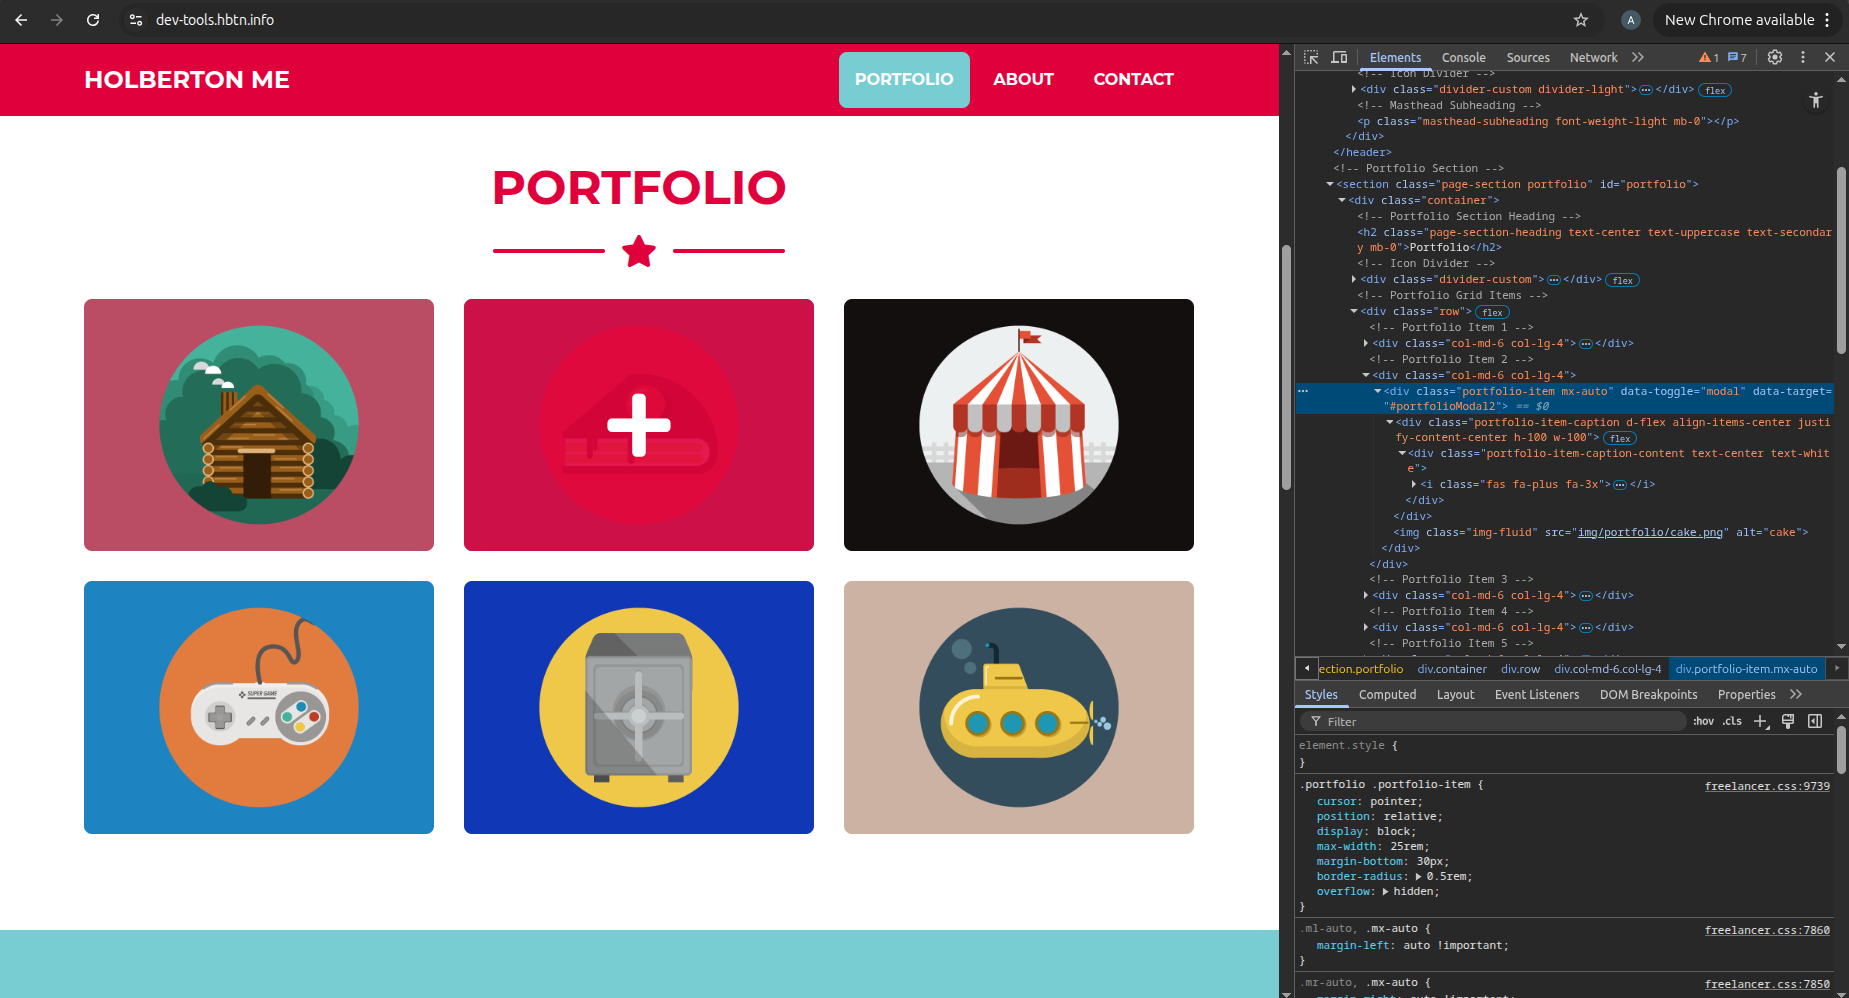 dev-tools.hbtn.info
A
New Chrome available
HOLBERTON ME
PORTFOLIO
ABOUT
CONTACT
PORTFOLIO
SUPER GAME
Elements
Console
Sources
Network
1
7
<!-- Icon Divider -->
<div class="divider-custom divider-light">…</div> flex
<!-- Masthead Subheading -->
<p class="masthead-subheading font-weight-light mb-0"></p>
</div>
</header>
<!-- Portfolio Section -->
<section class="page-section portfolio" id="portfolio">
<div class="container">
<!-- Portfolio Section Heading -->
<h2 class="page-section-heading text-center text-uppercase text-secondar
y mb-0">Portfolio</h2>
<!-- Icon Divider -->
<div class="divider-custom">…</div> flex
<!-- Portfolio Grid Items -->
<div class="row"> flex
<!-- Portfolio Item 1 -->
<div class="col-md-6 col-lg-4">…</div>
<!-- Portfolio Item 2 -->
<div class="col-md-6 col-lg-4">
… <div class="portfolio-item mx-auto" data-toggle="modal" data-target=
"#portfolioModal2"> == $0
<div class="portfolio-item-caption d-flex align-items-center justi
fy-content-center h-100 w-100"> flex
<div class="portfolio-item-caption-content text-center text-whit
e">
<i class="fas fa-plus fa-3x">…</i>
</div>
</div>
<img class="img-fluid" src="img/portfolio/cake.png" alt="cake">
</div>
</div>
<!-- Portfolio Item 3 -->
<div class="col-md-6 col-lg-4">…</div>
<!-- Portfolio Item 4 -->
<div class="col-md-6 col-lg-4">…</div>
<!-- Portfolio Item 5 -->
ection.portfolio div.container div.row div.col-md-6.col-lg-4 div.portfolio-item.mx-auto
Styles Computed Layout Event Listeners DOM Breakpoints Properties
Filter
:hov .cls
element.style {
}
.portfolio .portfolio-item { freelancer.css:9739
cursor: pointer;
position: relative;
display: block;
max-width: 25rem;
margin-bottom: 30px;
border-radius: 0.5rem;
overflow: hidden;
}
.ml-auto, .mx-auto { freelancer.css:7860
margin-left: auto !important;
}
.mr-auto, .mx-auto { freelancer.css:7850
margin-right: auto !important;